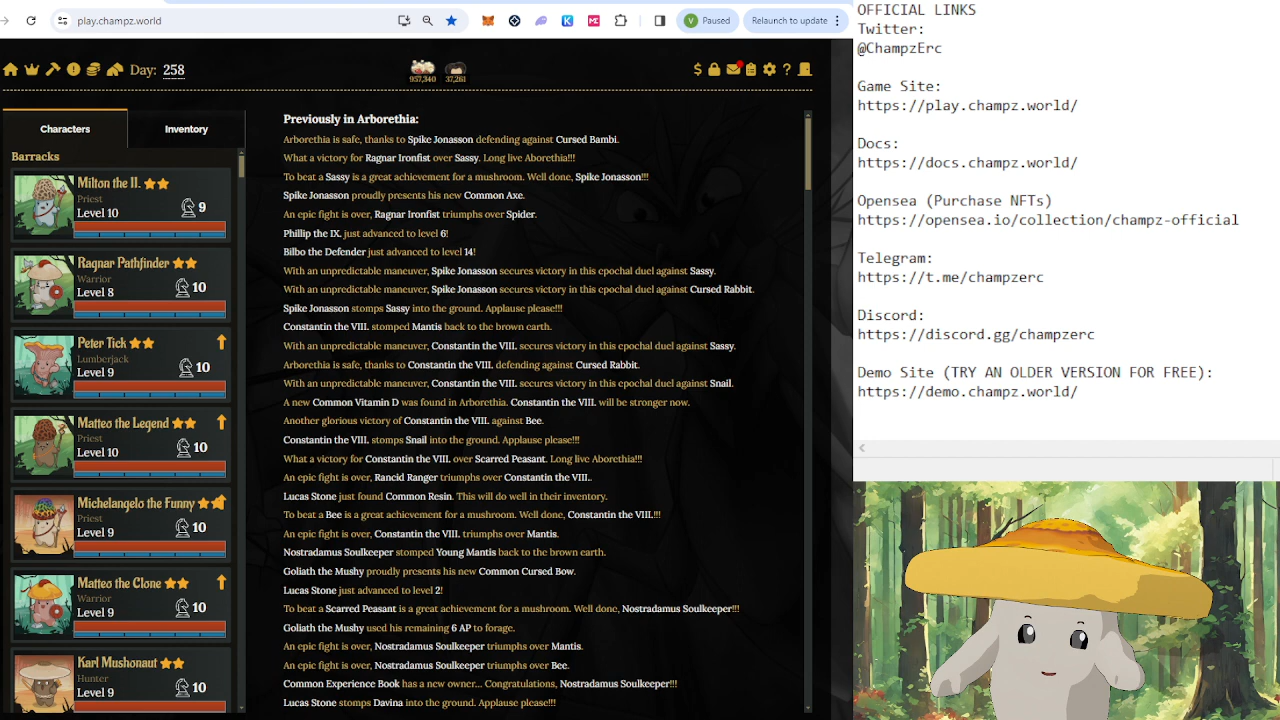 play.champz.world
V
Paused
Relaunch to update
Day: 258
957,340
37,261
$
?
Characters
Inventory
Barracks
Milton the II.
Priest
Level 10
9
Ragnar Pathfinder
Warrior
Level 8
10
Peter Tick
Lumberjack
Level 9
10
Matteo the Legend
Priest
Level 10
10
Michelangelo the Funny
Priest
Level 9
10
Matteo the Clone
Warrior
Level 9
10
Karl Mushonaut
Hunter
Level 9
10
Previously in Arborethia:
Arborethia is safe, thanks to Spike Jonasson defending against Cursed Bambi.
What a victory for Ragnar Ironfist over Sassy. Long live Aborethia!!!
To beat a Sassy is a great achievement for a mushroom. Well done, Spike Jonasson!!!
Spike Jonasson proudly presents his new Common Axe.
An epic fight is over, Ragnar Ironfist triumphs over Spider.
Phillip the IX. just advanced to level 6!
Bilbo the Defender just advanced to level 14!
With an unpredictable maneuver, Spike Jonasson secures victory in this epochal duel against Sassy.
With an unpredictable maneuver, Spike Jonasson secures victory in this epochal duel against Cursed Rabbit.
Spike Jonasson stomps Sassy into the ground. Applause please!!!
Constantin the VIII. stomped Mantis back to the brown earth.
With an unpredictable maneuver, Constantin the VIII. secures victory in this epochal duel against Sassy.
Arborethia is safe, thanks to Constantin the VIII. defending against Cursed Rabbit.
With an unpredictable maneuver, Constantin the VIII. secures victory in this epochal duel against Snail.
A new Common Vitamin D was found in Arborethia. Constantin the VIII. will be stronger now.
Another glorious victory of Constantin the VIII. against Bee.
Constantin the VIII. stomps Snail into the ground. Applause please!!!
What a victory for Constantin the VIII. over Scarred Peasant. Long live Aborethia!!!
An epic fight is over, Rancid Ranger triumphs over Constantin the VIII..
Lucas Stone just found Common Resin. This will do well in their inventory.
To beat a Bee is a great achievement for a mushroom. Well done, Constantin the VIII.!!!
An epic fight is over, Constantin the VIII. triumphs over Mantis.
Nostradamus Soulkeeper stomped Young Mantis back to the brown earth.
Goliath the Mushy proudly presents his new Common Cursed Bow.
Lucas Stone just advanced to level 2!
To beat a Scarred Peasant is a great achievement for a mushroom. Well done, Nostradamus Soulkeeper!!!
Goliath the Mushy used his remaining 6 AP to forage.
An epic fight is over, Nostradamus Soulkeeper triumphs over Mantis.
An epic fight is over, Nostradamus Soulkeeper triumphs over Bee.
Common Experience Book has a new owner... Congratulations, Nostradamus Soulkeeper!!!
Lucas Stone stomps Davina into the ground. Applause please!!!
OFFICIAL LINKS
Twitter:
@ChampzErc
Game Site:
https://play.champz.world/
Docs:
https://docs.champz.world/
Opensea (Purchase NFTs)
https://opensea.io/collection/champz-official
Telegram:
https://t.me/champzerc
Discord:
https://discord.gg/champzerc
Demo Site (TRY AN OLDER VERSION FOR FREE):
https://demo.champz.world/